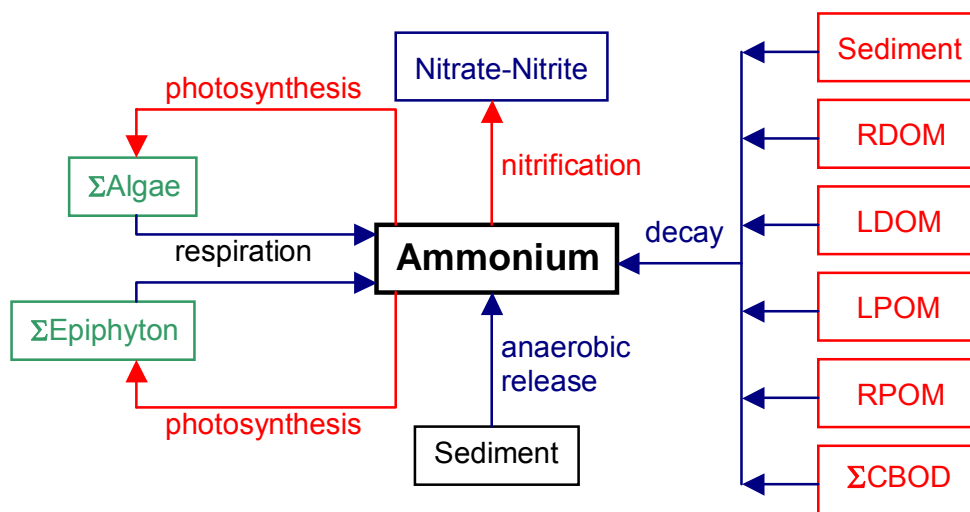 Nitrate-Nitrite
photosynthesis
nitrification
ΣAlgae
respiration
Ammonium
ΣEpiphyton
photosynthesis
anaerobic
release
Sediment
decay
Sediment
RDOM
LDOM
LPOM
RPOM
ΣCBOD